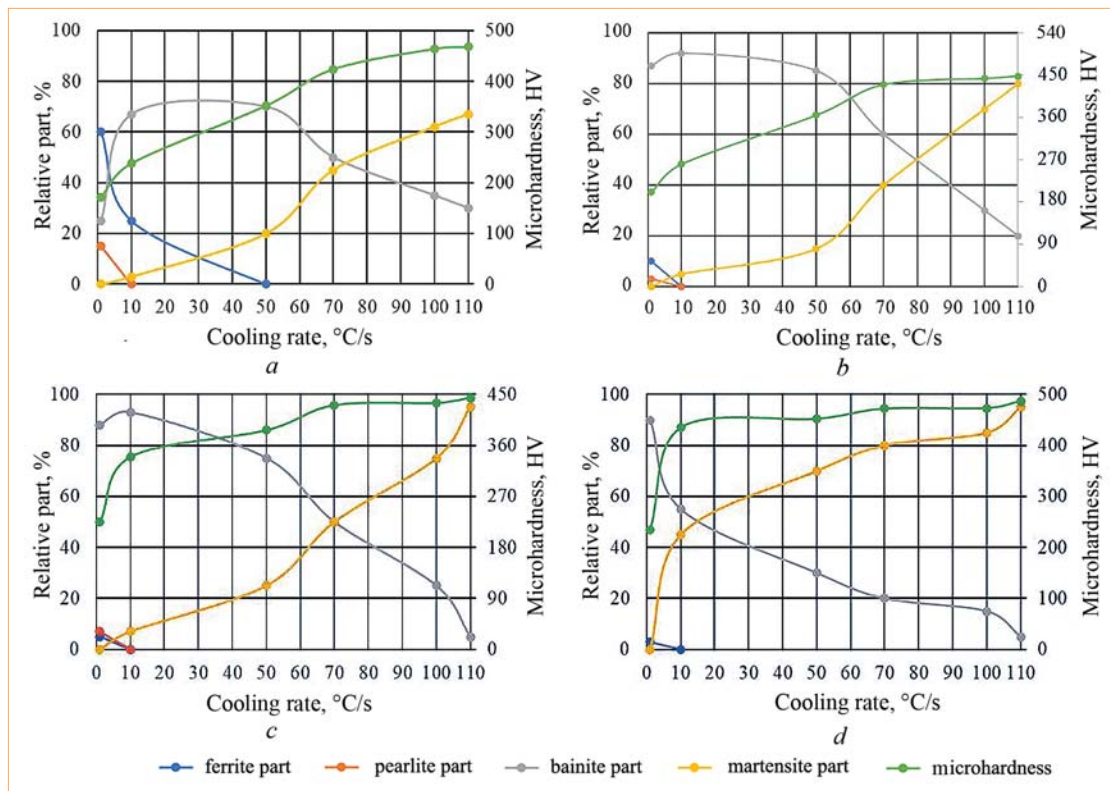 100 500 100 540
80 400 80 450
60 300 60 360
40 200 40 270
180
20 100 20 90
0 0 0 0
Relative part, % Microhardness, HV Relative part, % Microhardness, HV
0 10 20 30 40 50 60 70 80 90 100 110 0 10 20 30 40 50 60 70 80 90 100 110
Cooling rate, °C/s Cooling rate, °C/s
a b
100 450 100 500
80 360 80 400
60 270 60 300
40 180 40 200
20 90 20 100
0 0 0 0
Relative part, % Microhardness, HV Relative part, % Microhardness, HV
0 10 20 30 40 50 60 70 80 90 100 110 0 10 20 30 40 50 60 70 80 90 100 110
Cooling rate, °C/s Cooling rate, °C/s
c d
ferrite part pearlite part bainite part martensite part microhardness